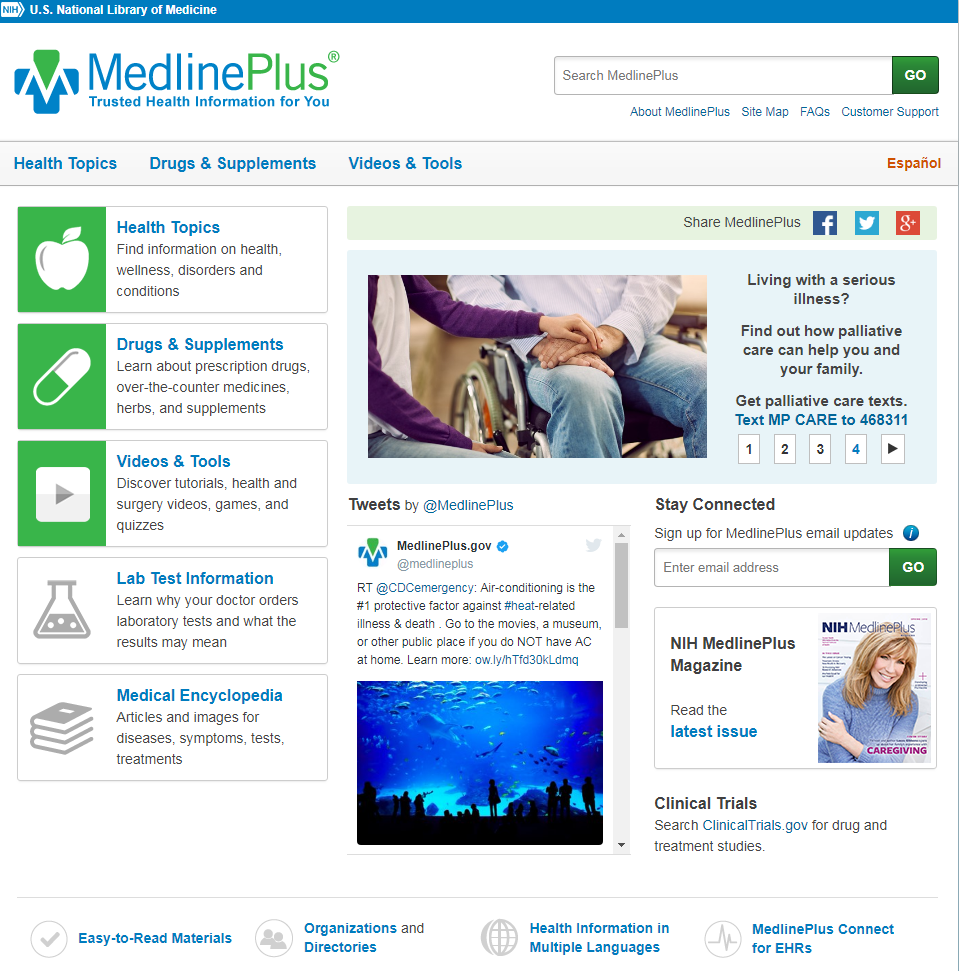 NIH U.S. National Library of Medicine
MedlinePlus®
Trusted Health Information for You
Search MedlinePlus
GO
About MedlinePlus Site Map FAQs Customer Support
Health Topics Drugs & Supplements Videos & Tools Español
Health Topics
Find information on health,
wellness, disorders and
conditions
Drugs & Supplements
Learn about prescription drugs,
over-the-counter medicines,
herbs, and supplements
Videos & Tools
Discover tutorials, health and
surgery videos, games, and
quizzes
Lab Test Information
Learn why your doctor orders
laboratory tests and what the
results may mean
Medical Encyclopedia
Articles and images for
diseases, symptoms, tests,
treatments
Share MedlinePlus f g+
Living with a serious
illness?
Find out how palliative
care can help you and
your family.
Get palliative care texts.
Text MP CARE to 468311
1 2 3 4
Tweets by @MedlinePlus
MedlinePlus.gov
@medlineplus
RT @CDCemergency: Air-conditioning is the
#1 protective factor against #heat-related
illness & death . Go to the movies, a museum,
or other public place if you do NOT have AC
at home. Learn more: ow.ly/hTfd30kLdmq
Stay Connected
Sign up for MedlinePlus email updates i
Enter email address
GO
NIH MedlinePlus
Magazine
Read the
latest issue
NIH MedlinePlus
CAREGIVING
Clinical Trials
Search ClinicalTrials.gov for drug and
treatment studies.
Easy-to-Read Materials
Organizations and
Directories
Health Information in
Multiple Languages
MedlinePlus Connect
for EHRs